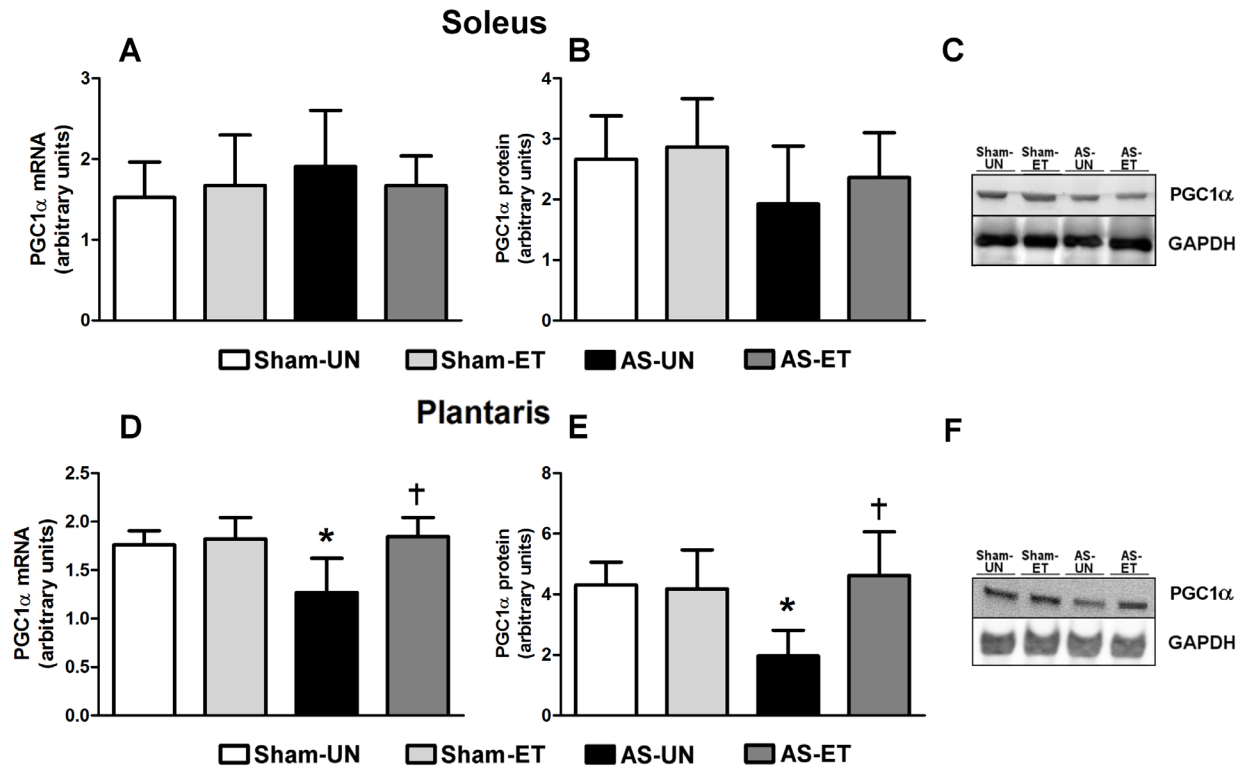 Soleus
A
B
C
PGC1α mRNA
(arbitrary units)
3
2
1
0
PGC1α protein
(arbitrary units)
4
3
2
1
0
Sham-UN Sham-ET AS-UN AS-ET
PGC1α
GAPDH
Sham-UN Sham-ET AS-UN AS-ET
Plantaris
D
E
F
PGC1α mRNA
(arbitrary units)
2.5
2.0
1.5
1.0
0.5
0.0
*
†
PGC1α protein
(arbitrary units)
8
6
4
2
0
*
†
Sham-UN Sham-ET AS-UN AS-ET
PGC1α
GAPDH
Sham-UN Sham-ET AS-UN AS-ET